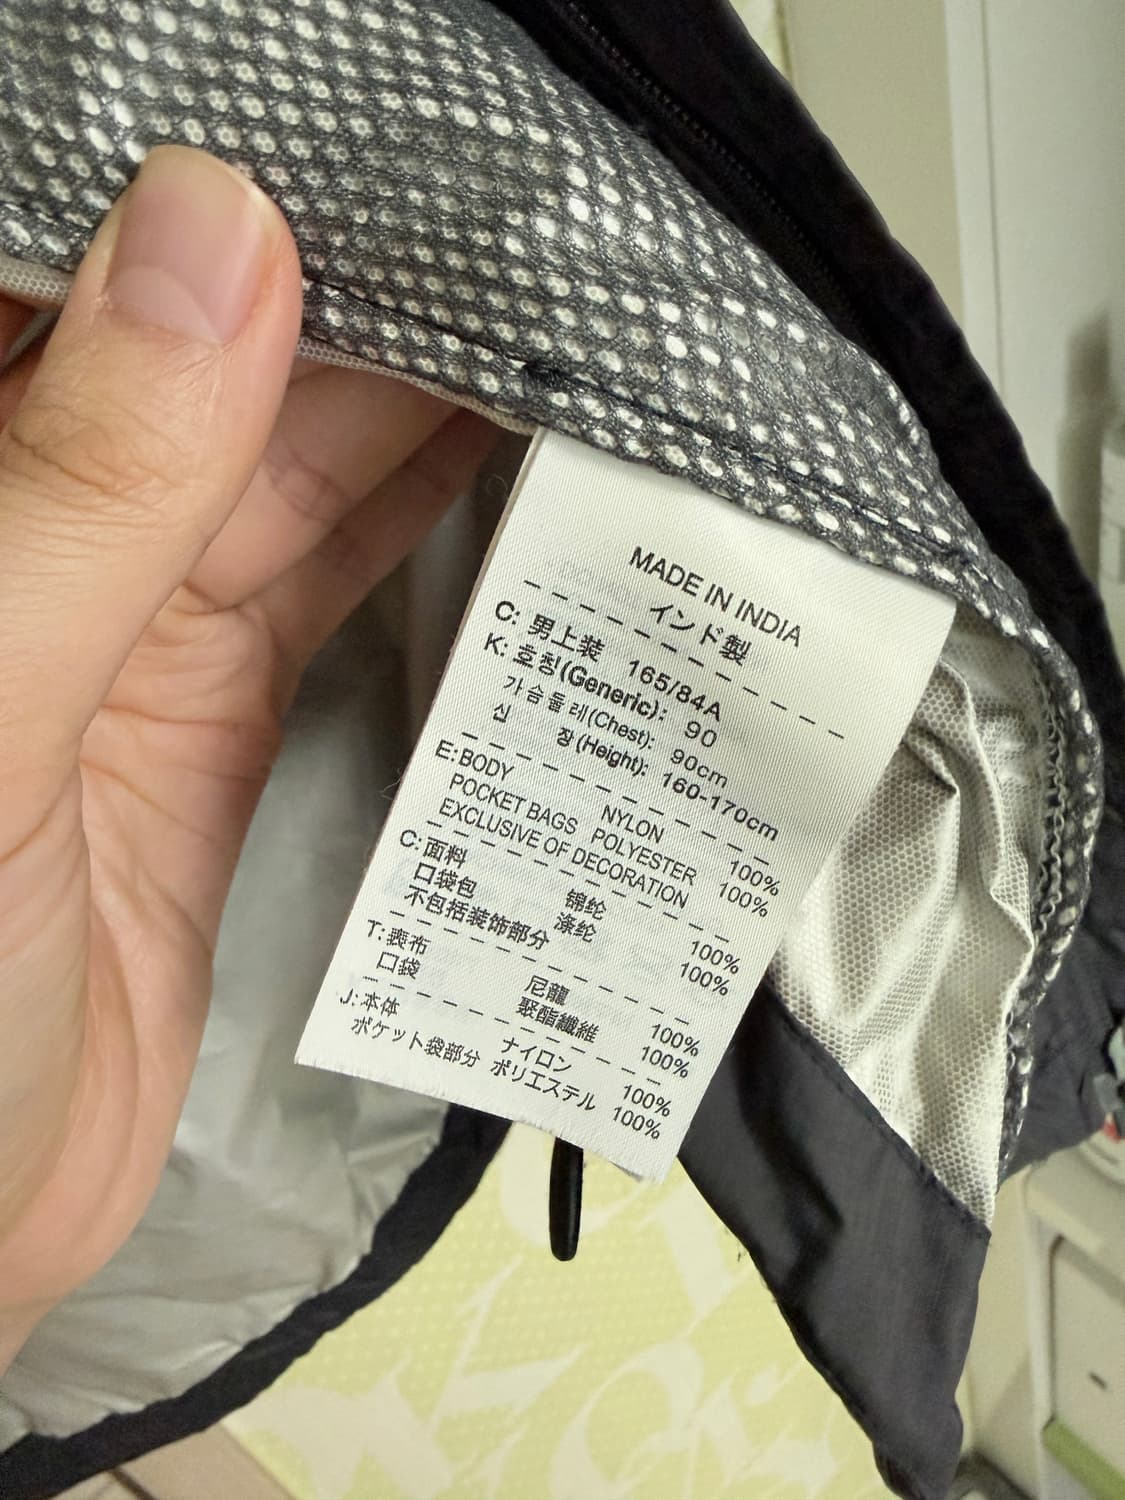 MADE IN INDIA
インド製
C: 男上装 165/84A
K: 호칭(Generic): 90
가슴둘레(Chest): 90cm
신 장(Height): 160-170cm
E: BODY NYLON 100%
POCKET BAGS POLYESTER 100%
EXCLUSIVE OF DECORATION
C: 面料 锦纶 100%
口袋包 涤纶 100%
不包括装饰部分
T: 表布 尼龍 100%
口袋 聚酯纖維 100%
J: 本体 ナイロン 100%
ポケット袋部分 ポリエステル 100%